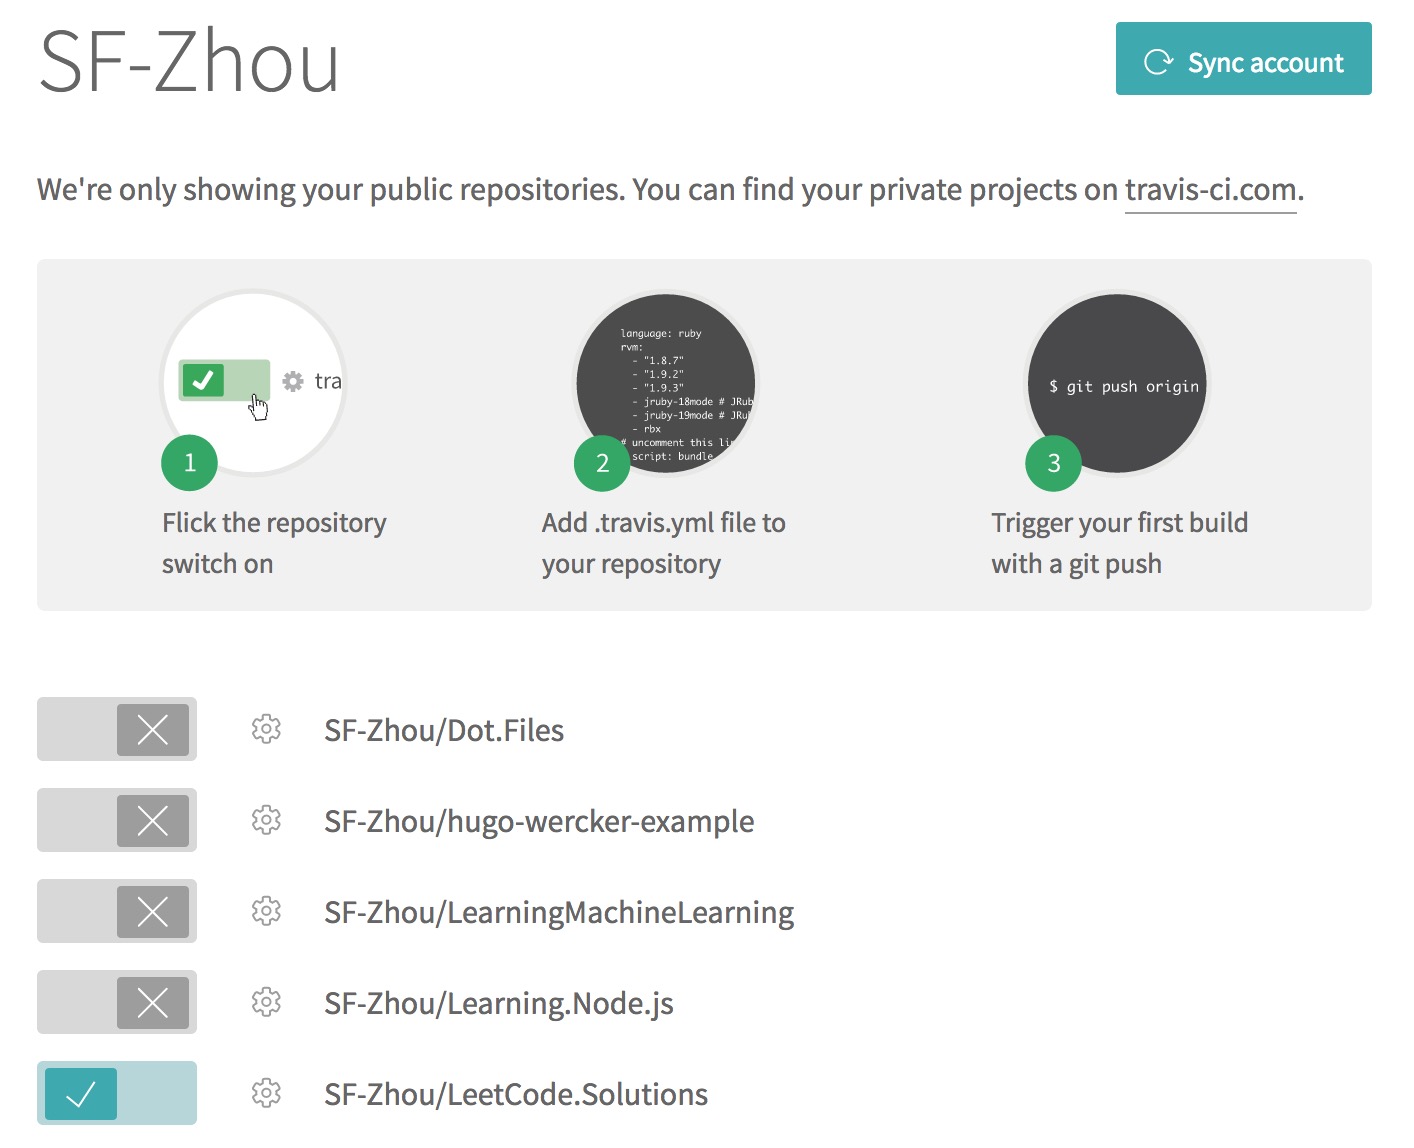 SF-Zhou
Sync account
We're only showing your public repositories. You can find your private projects on travis-ci.com.
tra
1
Flick the repository
switch on
language: ruby
rvm:
- "1.8.7"
- "1.9.2"
- "1.9.3"
- jruby-18mode # JRub
- jruby-19mode # JRu
- rbx
# uncomment this li
script: bundle
2
Add .travis.yml file to
your repository
$ git push origin
3
Trigger your first build
with a git push
SF-Zhou/Dot.Files
SF-Zhou/hugo-wercker-example
SF-Zhou/LearningMachineLearning
SF-Zhou/Learning.Node.js
SF-Zhou/LeetCode.Solutions